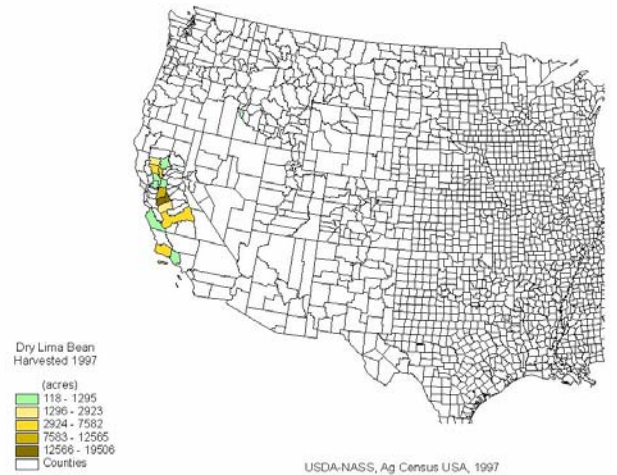 Dry Lima Bean
Harvested 1997
(acres)
118 - 1295
1296 - 2923
2924 - 7582
7583 - 12565
12566 - 19506
Counties
USDA-NASS, Ag Census USA, 1997